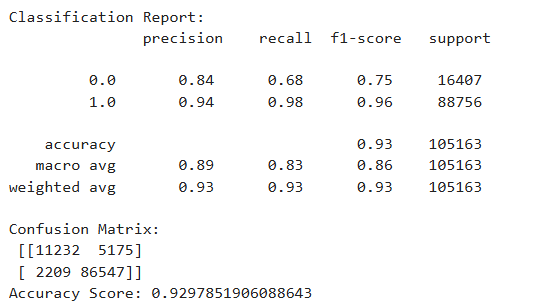 Classification Report:
precision recall f1-score support
0.0 0.84 0.68 0.75 16407
1.0 0.94 0.98 0.96 88756
accuracy 0.93 105163
macro avg 0.89 0.83 0.86 105163
weighted avg 0.93 0.93 0.93 105163
Confusion Matrix:
[[11232 5175]
[ 2209 86547]]
Accuracy Score: 0.9297851906088643